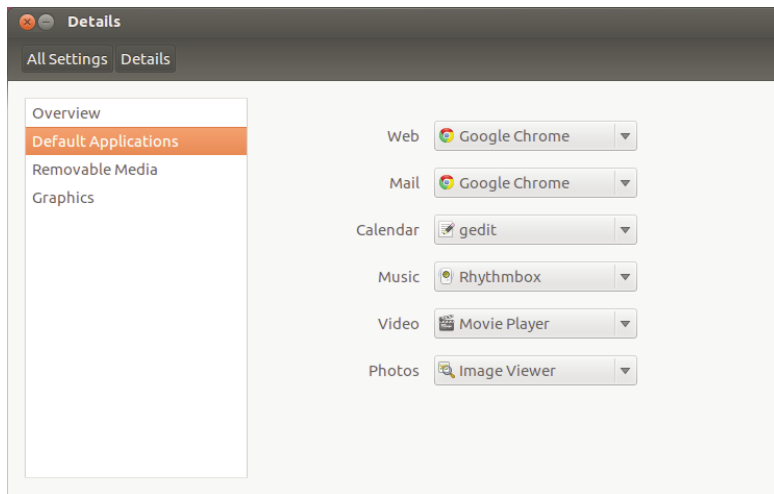 Details
All Settings Details
Overview
Default Applications
Removable Media
Graphics
Web Google Chrome
Mail Google Chrome
Calendar gedit
Music Rhythmbox
Video Movie Player
Photos Image Viewer